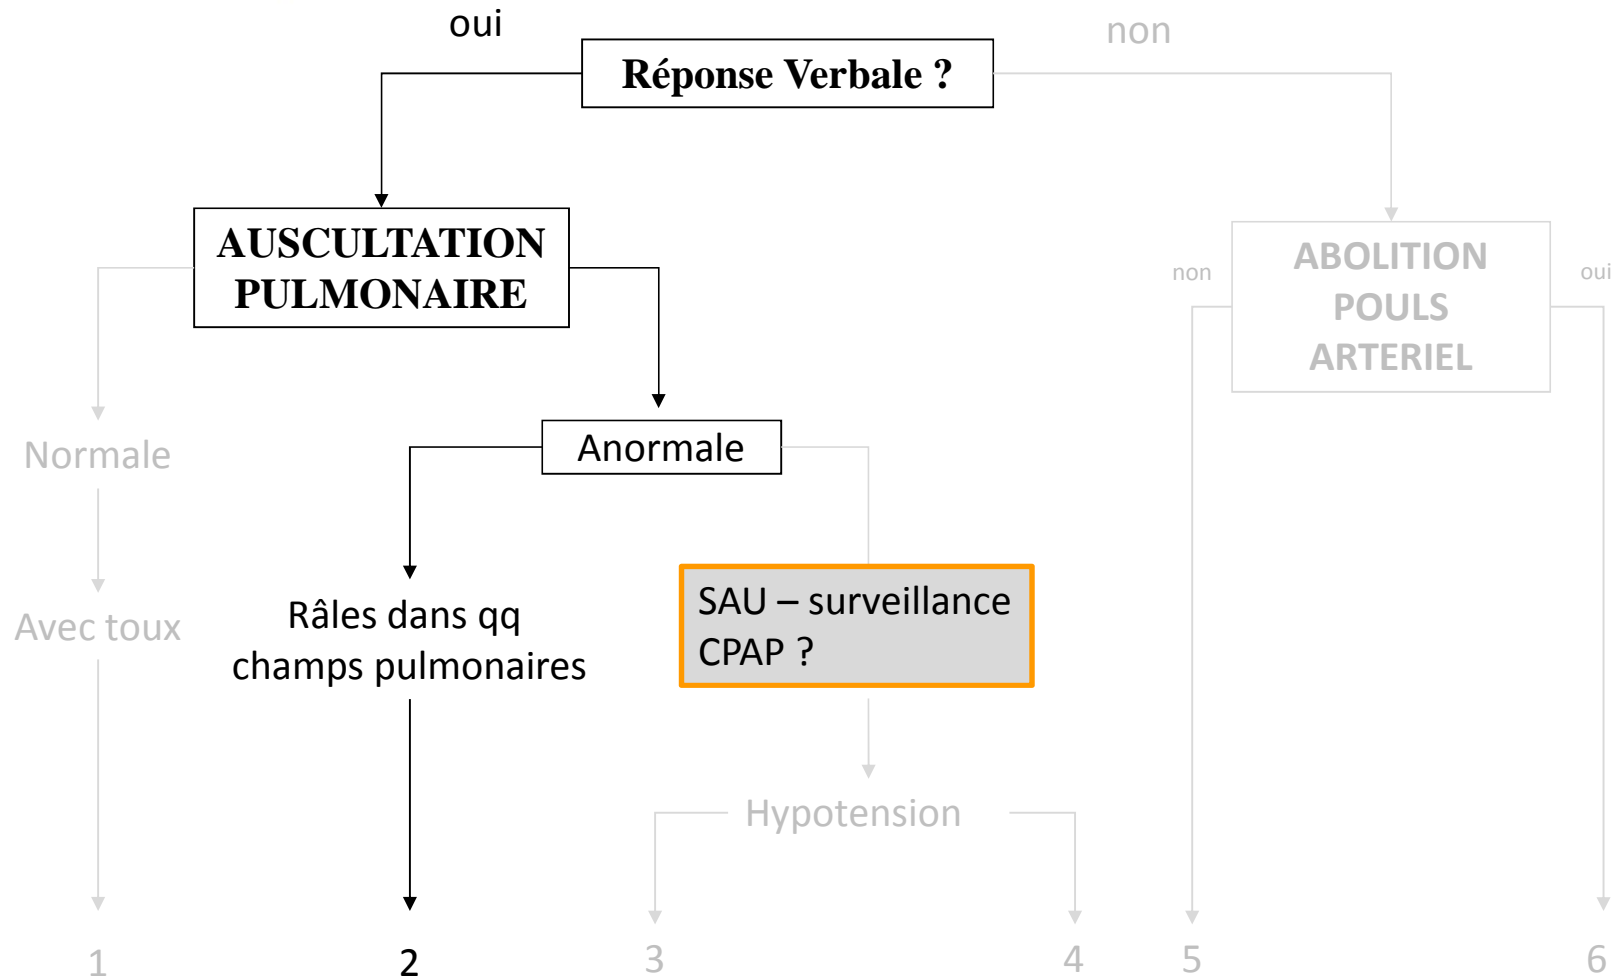 oui
non
Réponse Verbale ?
AUSCULTATION
PULMONAIRE
non
ABOLITION
POULS
ARTERIEL
oui
Normale
Anormale
Avec toux
Râles dans qq
champs pulmonaires
SAU – surveillance
CPAP ?
Hypotension
1
2
3
4
5
6